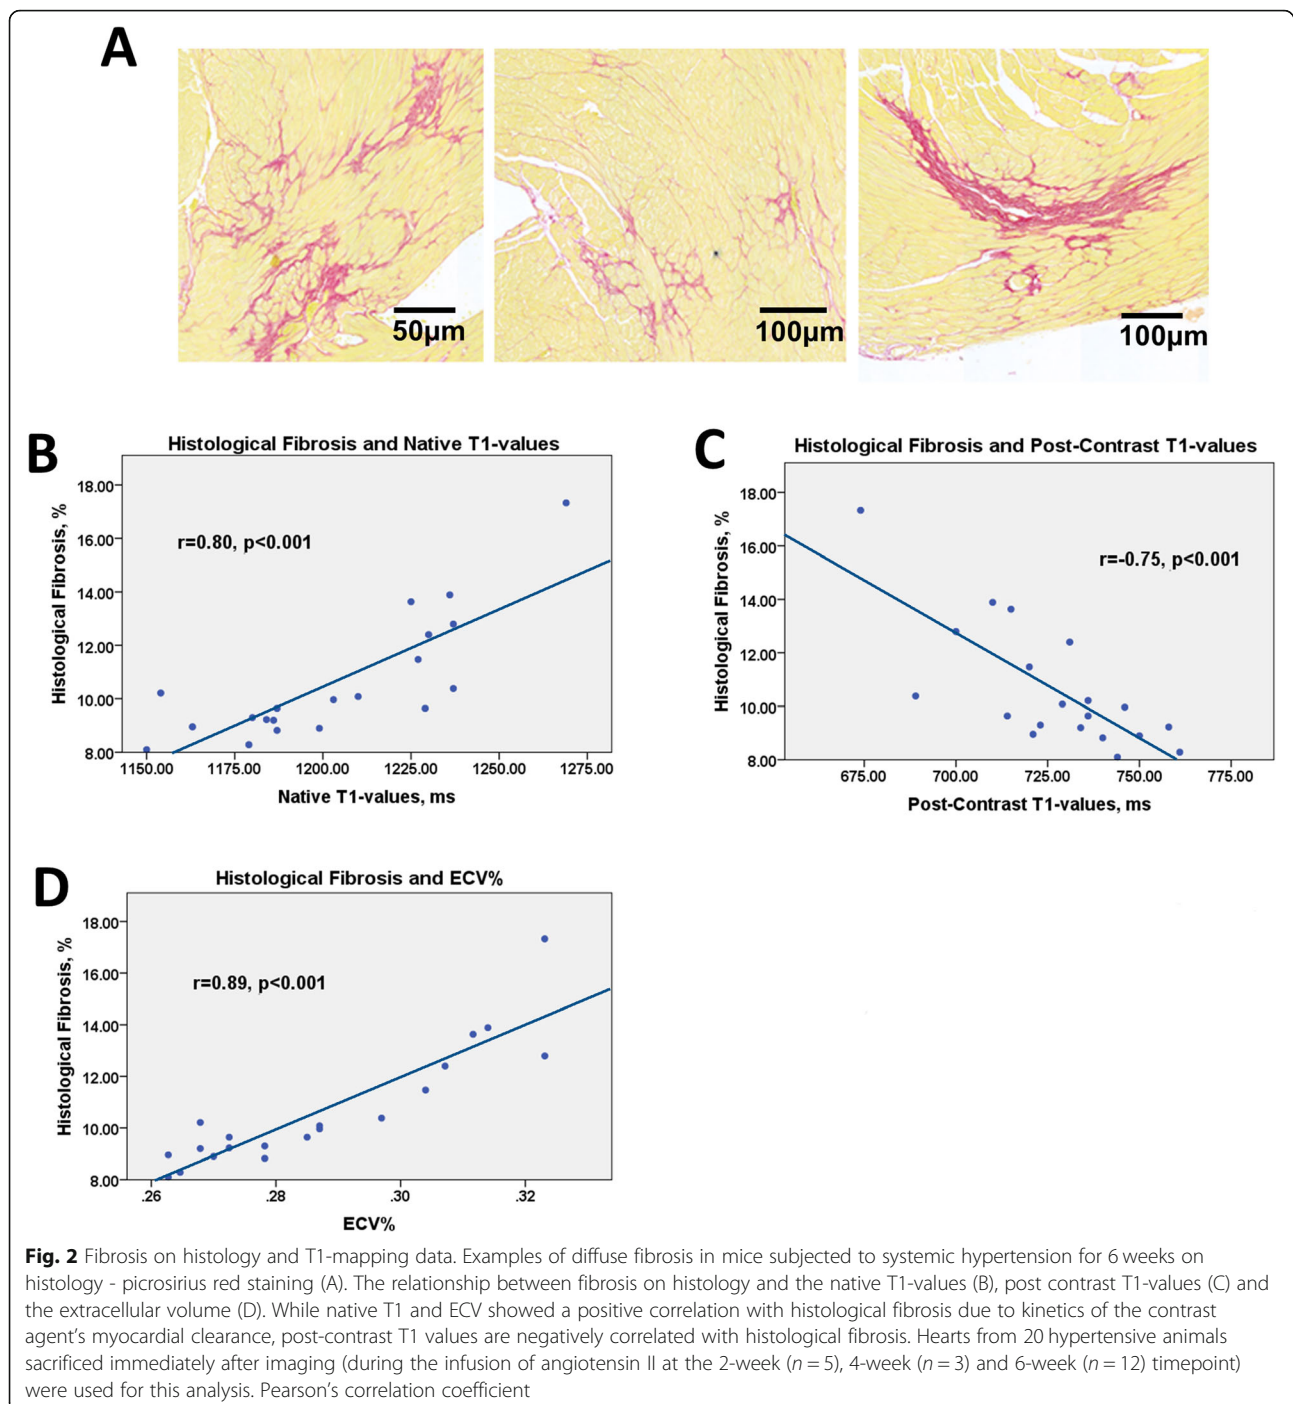 A
50µm
100µm
100µm
B
Histological Fibrosis and Native T1-values
Histological Fibrosis, %
18.00
16.00
14.00
12.00
10.00
8.00
r=0.80, p<0.001
1150.00 1175.00 1200.00 1225.00 1250.00 1275.00
Native T1-values, ms
C
Histological Fibrosis and Post-Contrast T1-values
Histological Fibrosis, %
18.00
16.00
14.00
12.00
10.00
8.00
r=-0.75, p<0.001
675.00 700.00 725.00 750.00 775.00
Post-Contrast T1-values, ms
D
Histological Fibrosis and ECV%
Histological Fibrosis, %
18.00
16.00
14.00
12.00
10.00
8.00
r=0.89, p<0.001
.26 .28 .30 .32
ECV%
Fig. 2 Fibrosis on histology and T1-mapping data. Examples of diffuse fibrosis in mice subjected to systemic hypertension for 6 weeks on
histology - picrosirius red staining (A). The relationship between fibrosis on histology and the native T1-values (B), post contrast T1-values (C) and
the extracellular volume (D). While native T1 and ECV showed a positive correlation with histological fibrosis due to kinetics of the contrast
agent's myocardial clearance, post-contrast T1 values are negatively correlated with histological fibrosis. Hearts from 20 hypertensive animals
sacrificed immediately after imaging (during the infusion of angiotensin II at the 2-week (n = 5), 4-week (n = 3) and 6-week (n = 12) timepoint)
were used for this analysis. Pearson's correlation coefficient